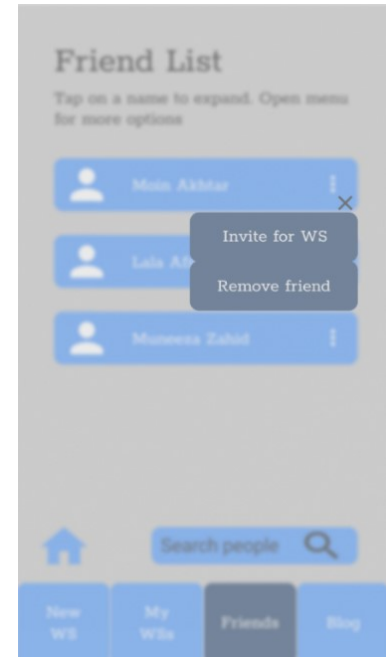 Friend List
Tap on a name to expand. Open menu
for more options
Moin Akhtar
Invite for WS
Lala
Remove friend
Muneeza Zahid
Search people
New
WS
My
WSs
Friends
Blog